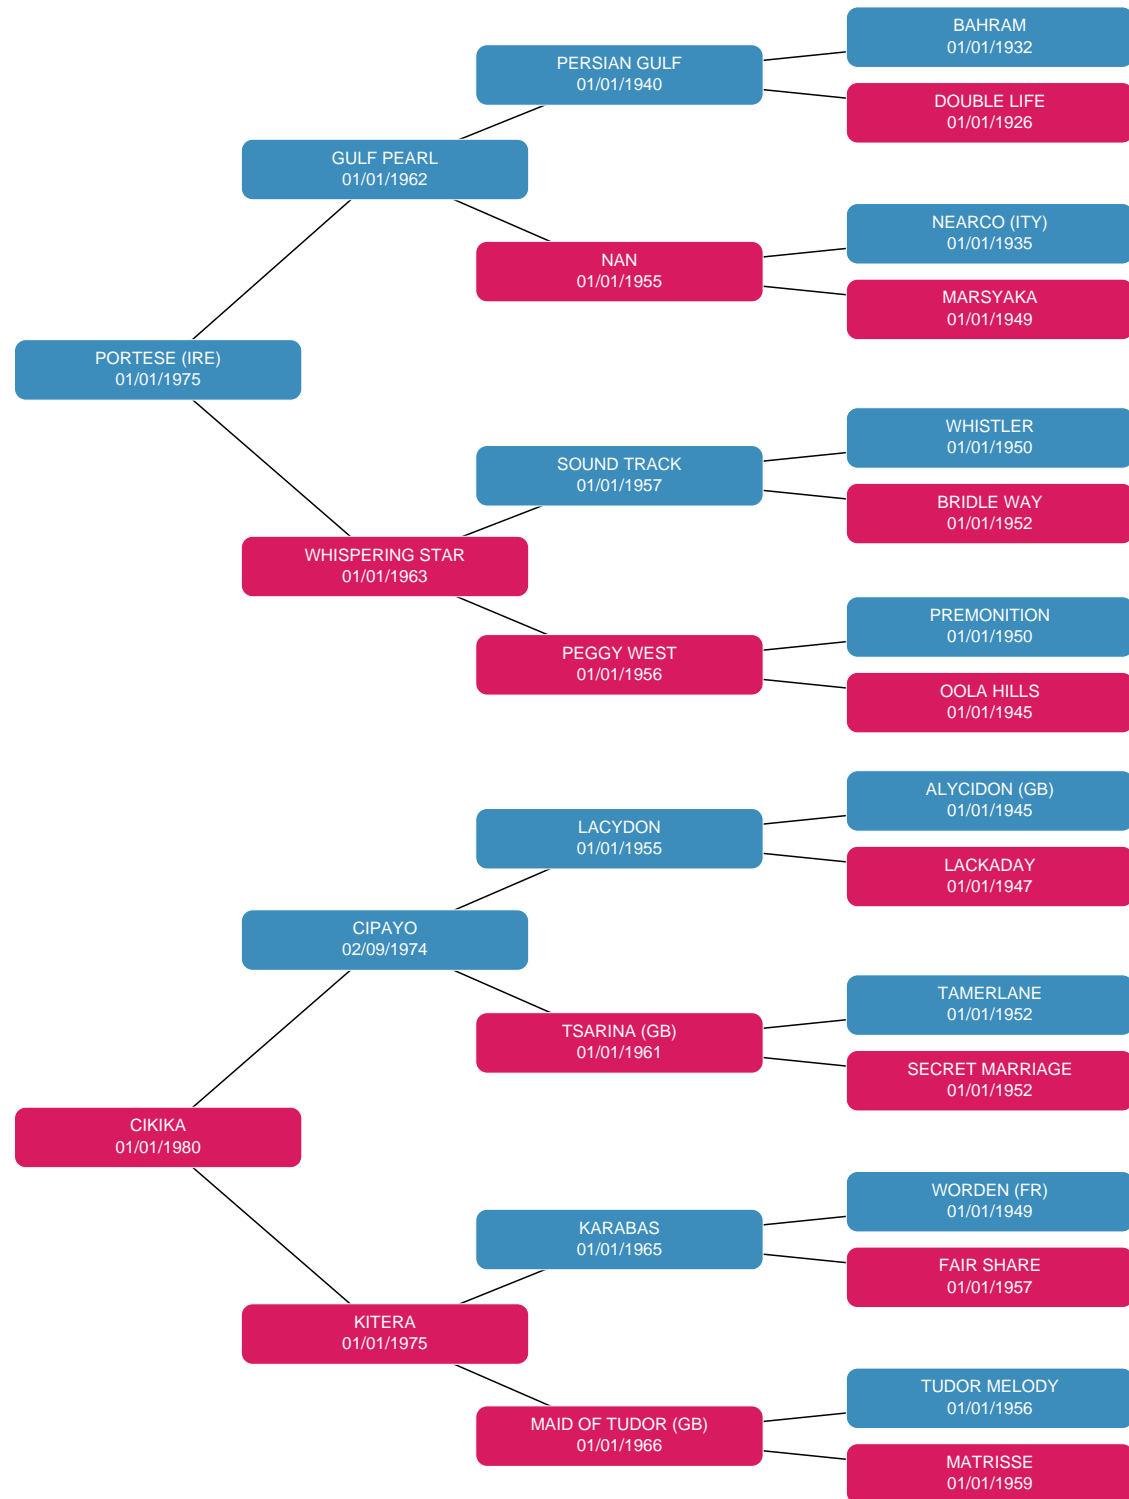 BAHRAM
01/01/1932
PERSIAN GULF
01/01/1940
DOUBLE LIFE
01/01/1926
GULF PEARL
01/01/1962
NEARCO (ITY)
01/01/1935
NAN
01/01/1955
MARSYAKA
01/01/1949
PORTESE (IRE)
01/01/1975
WHISTLER
01/01/1950
SOUND TRACK
01/01/1957
BRIDLE WAY
01/01/1952
WHISPERING STAR
01/01/1963
PREMONITION
01/01/1950
PEGGY WEST
01/01/1956
OOLA HILLS
01/01/1945
ALYCIDON (GB)
01/01/1945
LACYDON
01/01/1955
LACKADAY
01/01/1947
CIPAYO
02/09/1974
TAMERLANE
01/01/1952
TSARINA (GB)
01/01/1961
SECRET MARRIAGE
01/01/1952
CIKIKA
01/01/1980
WORDEN (FR)
01/01/1949
KARABAS
01/01/1965
FAIR SHARE
01/01/1957
KITERA
01/01/1975
TUDOR MELODY
01/01/1956
MAID OF TUDOR (GB)
01/01/1966
MATRISSE
01/01/1959